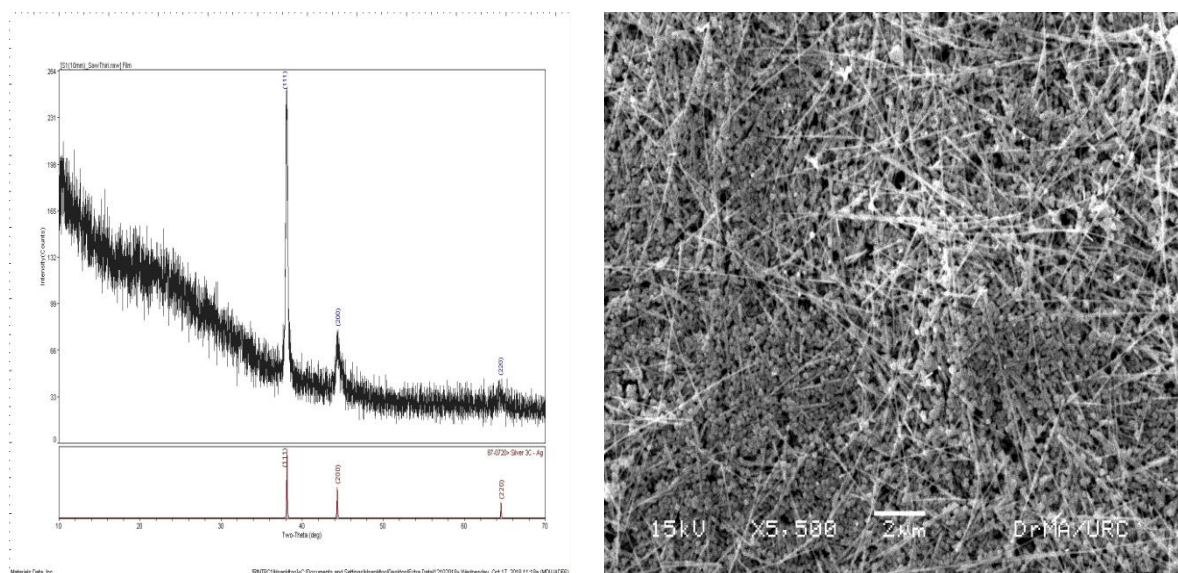 [S1(10mm)_SawThiri.raw] Film
264
231
198
165
132
99
66
33
0
Intensity(Counts)
(111)
(200)
(220)
87-0720> Silver 3C - Ag
(111)
(200)
(220)
10 20 30 40 50 60 70
Two-Theta (deg)
Materials Data, Inc.
15kV X5,500 2µm DrMA/URC